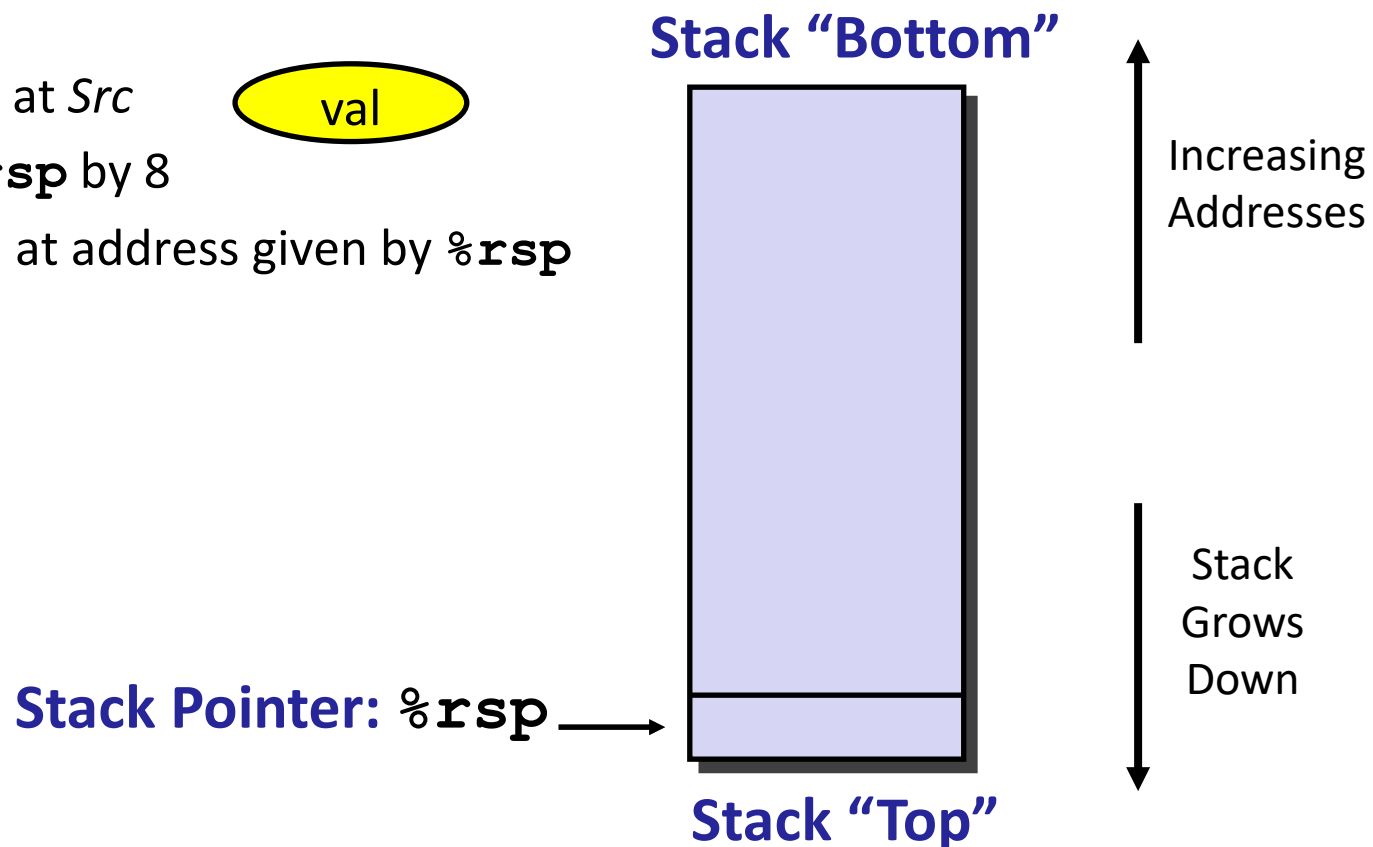 Stack “Bottom”
at Src
val
rsp by 8
at address given by %rsp
Increasing
Addresses
Stack
Grows
Down
Stack Pointer: %rsp
Stack “Top”